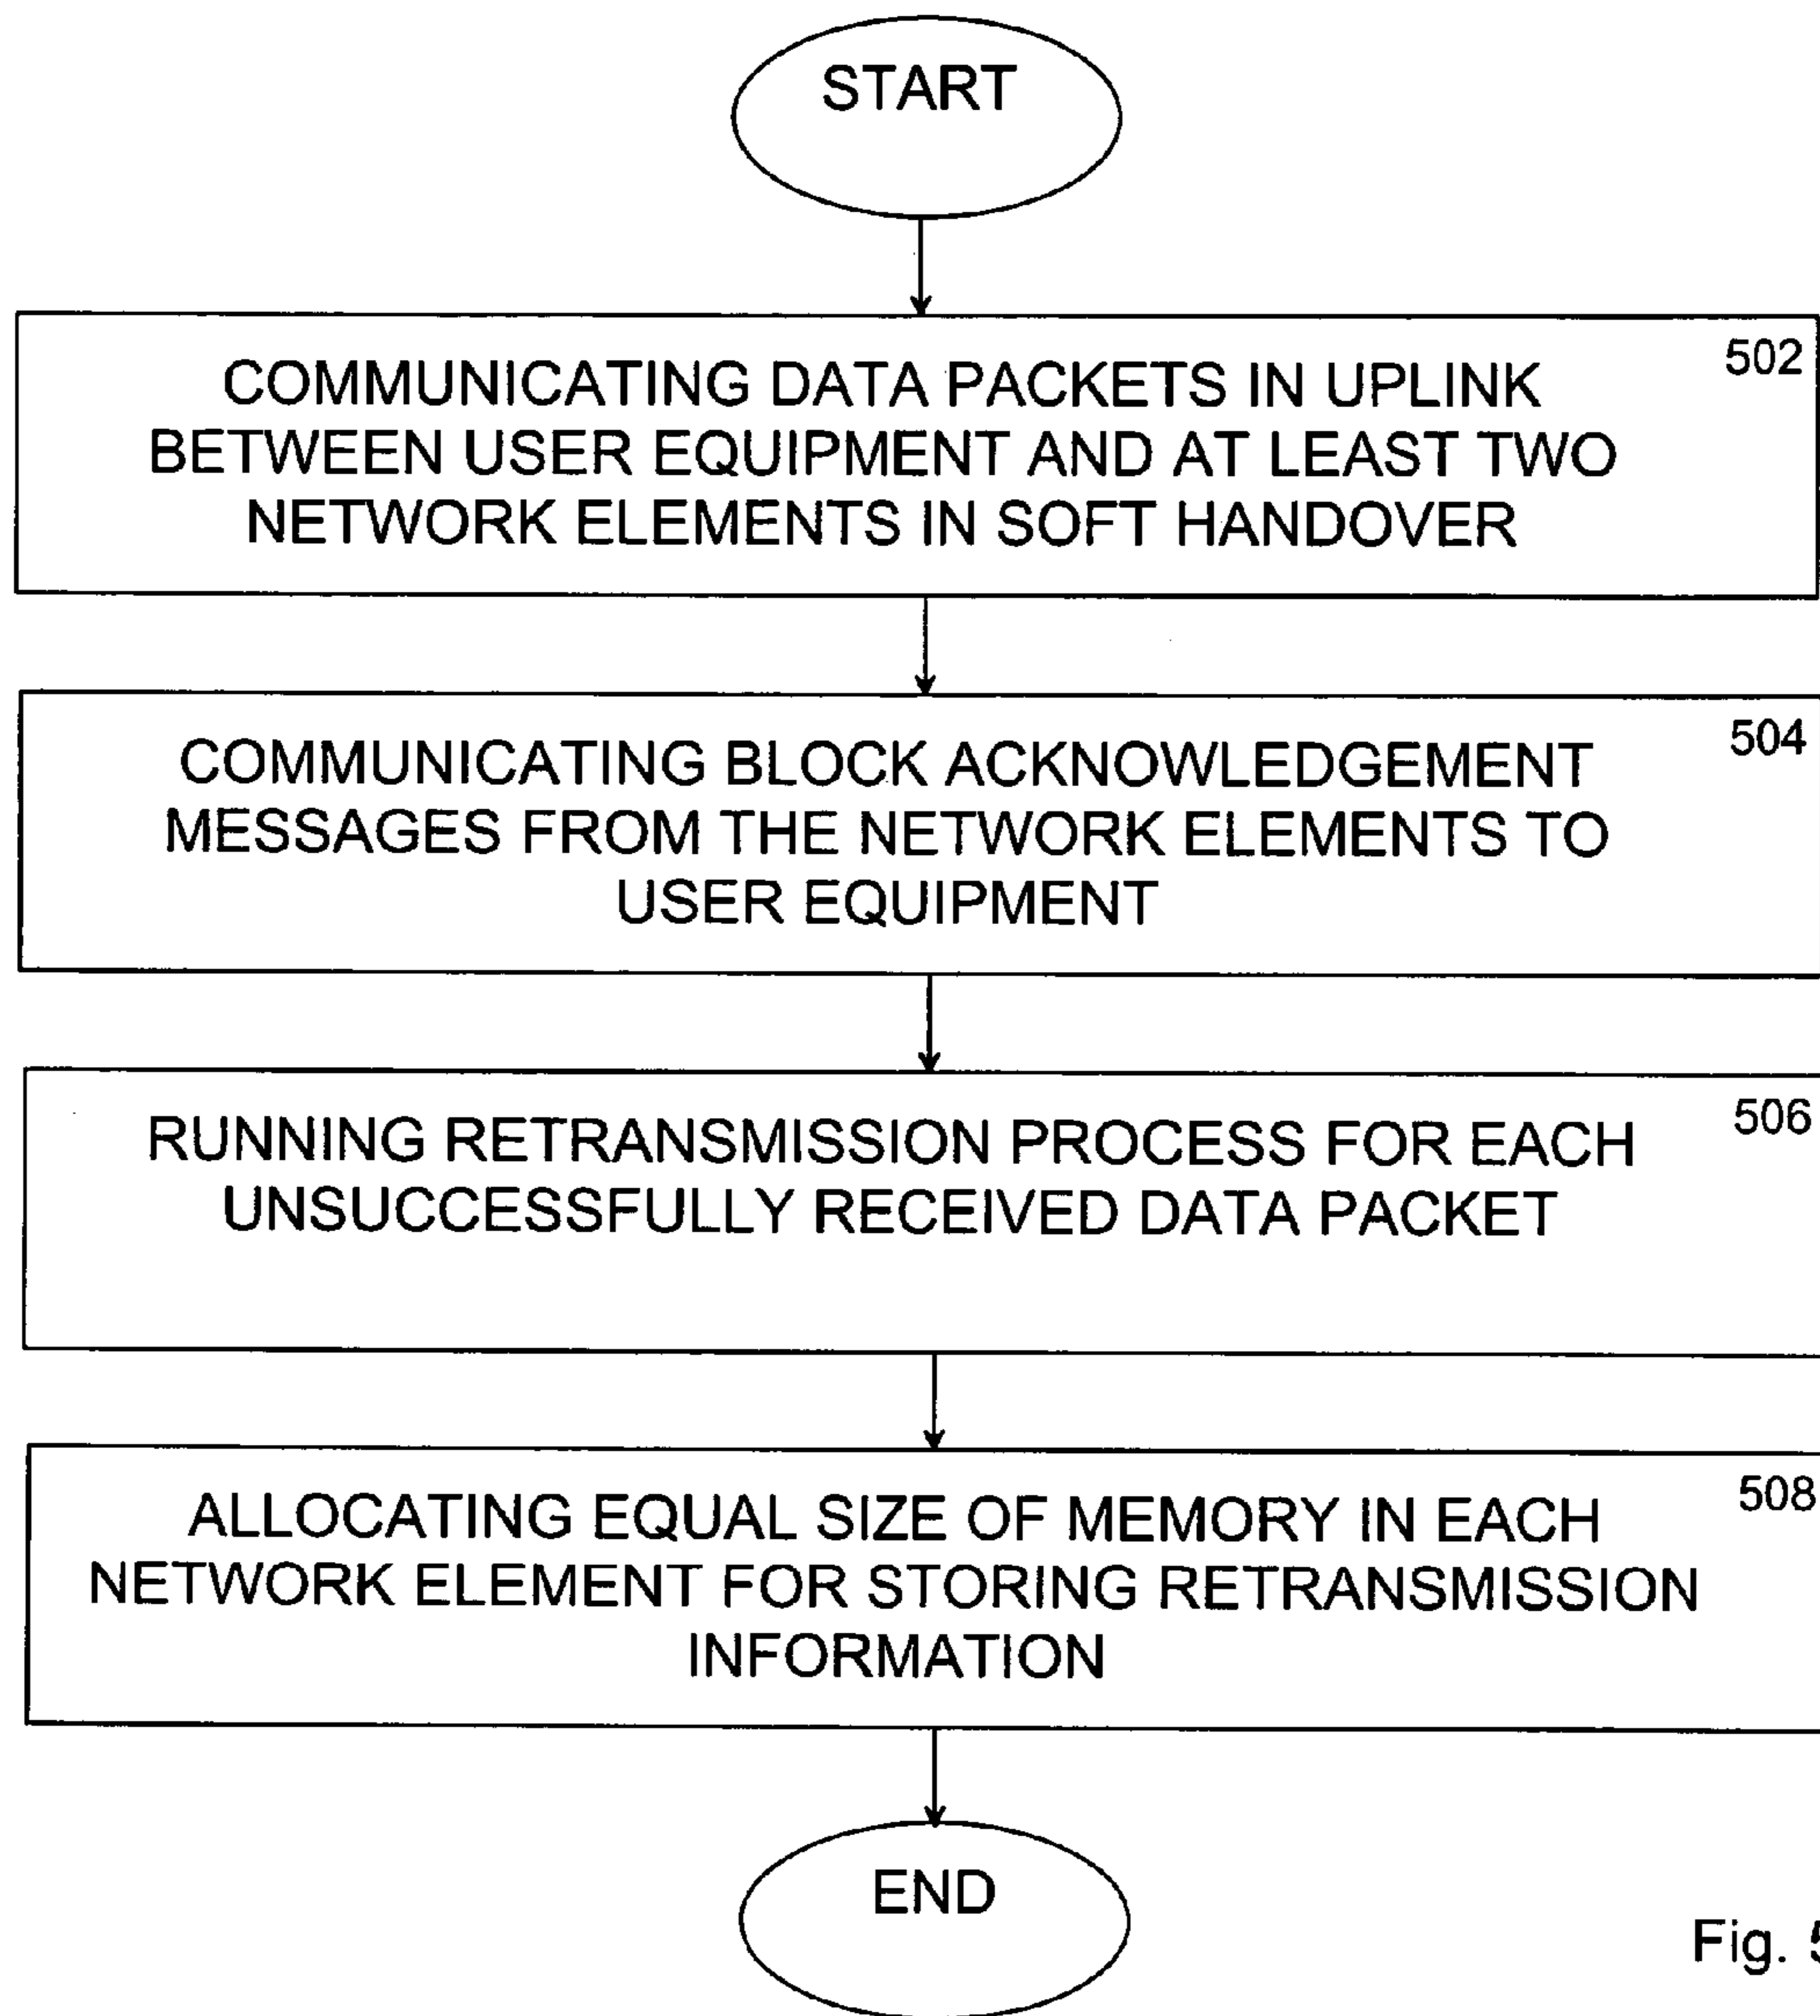 START
502
COMMUNICATING DATA PACKETS IN UPLINK
BETWEEN USER EQUIPMENT AND AT LEAST TWO
NETWORK ELEMENTS IN SOFT HANDOVER
504
COMMUNICATING BLOCK ACKNOWLEDGEMENT
MESSAGES FROM THE NETWORK ELEMENTS TO
USER EQUIPMENT
506
RUNNING RETRANSMISSION PROCESS FOR EACH
UNSUCCESSFULLY RECEIVED DATA PACKET
508
ALLOCATING EQUAL SIZE OF MEMORY IN EACH
NETWORK ELEMENT FOR STORING RETRANSMISSION
INFORMATION
END
Fig. 5